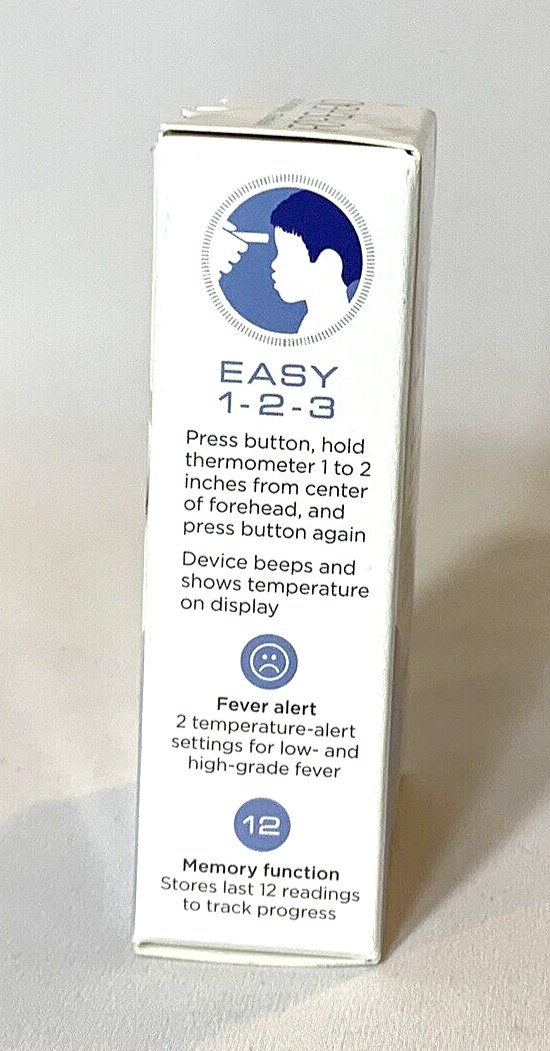 EASY
1-2-3
Press button, hold
thermometer 1 to 2
inches from center
of forehead, and
press button again
Device beeps and
shows temperature
on display
Fever alert
2 temperature-alert
settings for low- and
high-grade fever
12
Memory function
Stores last 12 readings
to track progress